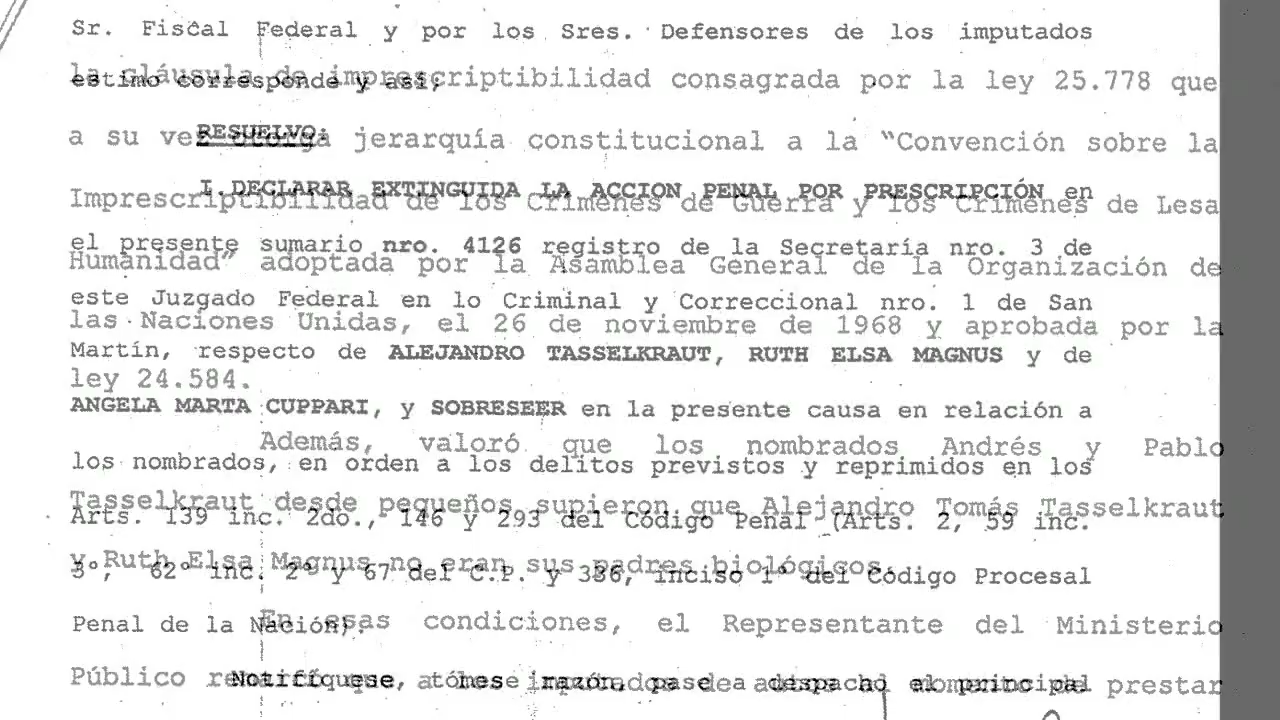 Sr. Fiscal Federal y por los Sres. Defensores de los imputados
la cláusula de imprescriptibilidad consagrada por la ley 25.778 que
estimo corresponde y así;
a su vez otorga jerarquía constitucional a la “Convención sobre la
RESUELVO:
I.DECLARAR EXTINGUIDA LA ACCION PENAL POR PRESCRIPCIÓN en
Imprescriptibilidad de los Crímenes de Guerra y los Crímenes de Lesa
el presente sumario nro. 4126 registro de la Secretaría nro. 3 de
Humanidad” adoptada por la Asamblea General de la Organización de
este Juzgado Federal en lo Criminal y Correccional nro. 1 de San
las Naciones Unidas, el 26 de noviembre de 1968 y aprobada por la
Martín, respecto de ALEJANDRO TASSELKRAUT, RUTH ELSA MAGNUS y de
ley 24.584.
ANGELA MARTA CUPPARI, y SOBRESEER en la presente causa en relación a
Además, valoró que los nombrados Andrés y Pablo
los nombrados, en orden a los delitos previstos y reprimidos en los
Tasselkraut desde pequeños supieron que Alejandro Tomás Tasselkraut
Arts. 139 inc. 2do., 146 y 293 del Código Penal (Arts. 2, 59 inc.
y Ruth Elsa Magnus no eran sus padres biológicos.
3°, 62° inc. 2° y 67 del C.P. y 336, inciso 1° del Código Procesal
En esas condiciones, el Representante del Ministerio
Penal de la Nación).
Público prestar
Notifíquese, tómese razón, pase a despacho el principal